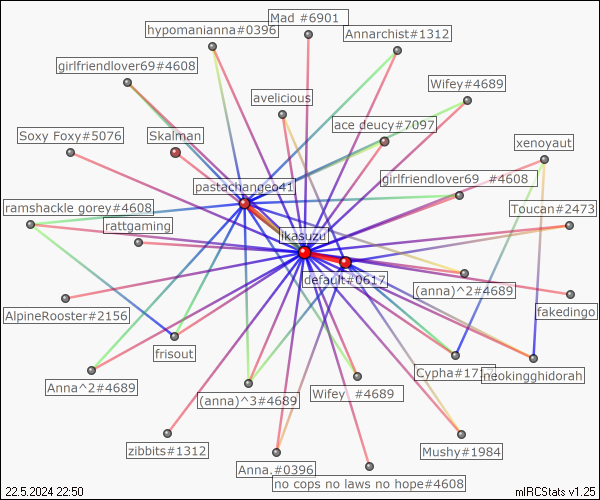 Mad #6901
hypomanianna#0396
Annarchist#1312
girlfriendlover69#4608
Wifey#4689
avelicious
ace deucy#7097
Soxy Foxy#5076
Skalman
xenoyaut
pastachangeo41
girlfriendlover69 #4608
ramshackle gorey#4608
Toucan#2473
rattgaming
ikasuzu
default#0617
(anna)^2#4689
fakedingo
AlpineRooster#2156
frisout
Cypha#171
neokingghidorah
Anna^2#4689
(anna)^3#4689
Wifey #4689
zibbits#1312
Mushy#1984
Anna.#0396
no cops no laws no hope#4608
22.5.2024 22:50
mIRCStats v1.25